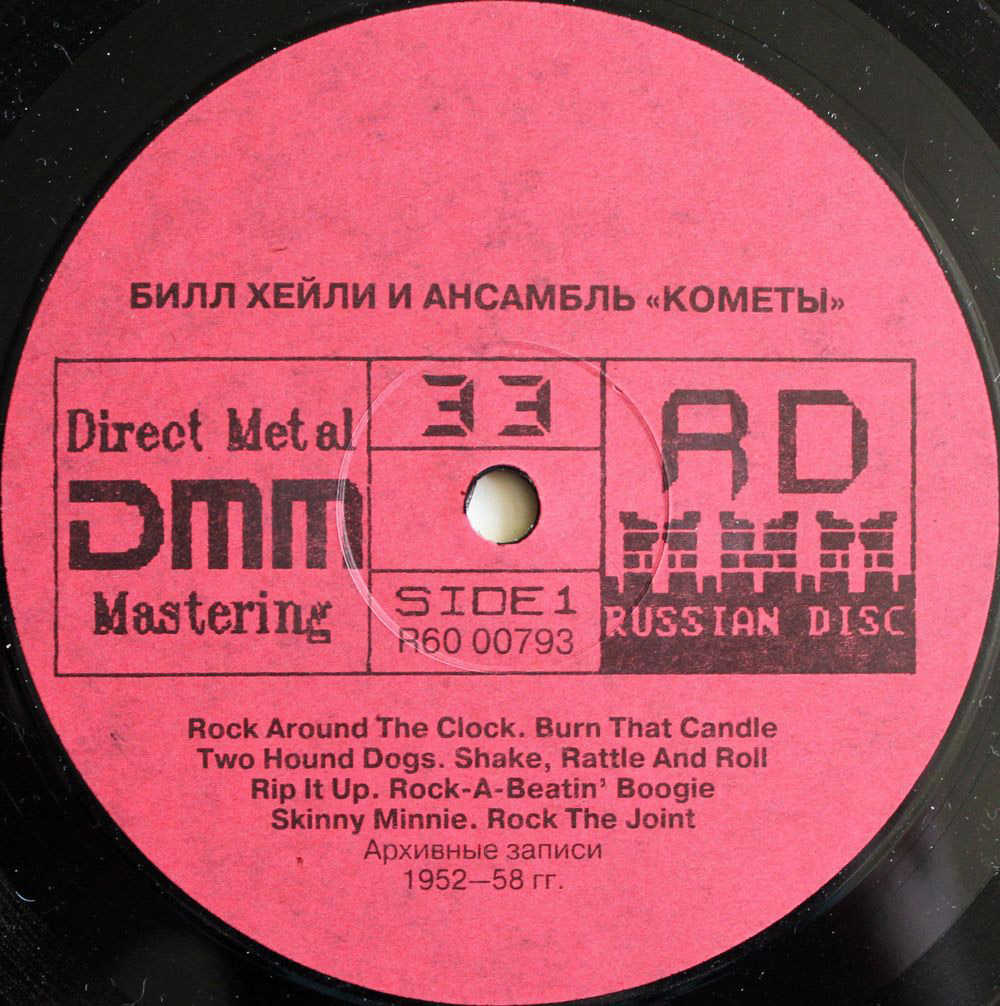 БИЛЛ ХЕЙЛИ И АНСАМБЛЬ «КОМЕТЫ»
Direct Metal
DMM
Mastering
33
SIDE 1
R60 00793
RD
RUSSIAN DISC
Rock Around The Clock. Burn That Candle
Two Hound Dogs. Shake, Rattle And Roll
Rip It Up. Rock-A-Beatin' Boogie
Skinny Minnie. Rock The Joint
Архивные записи
1952—58 гг.